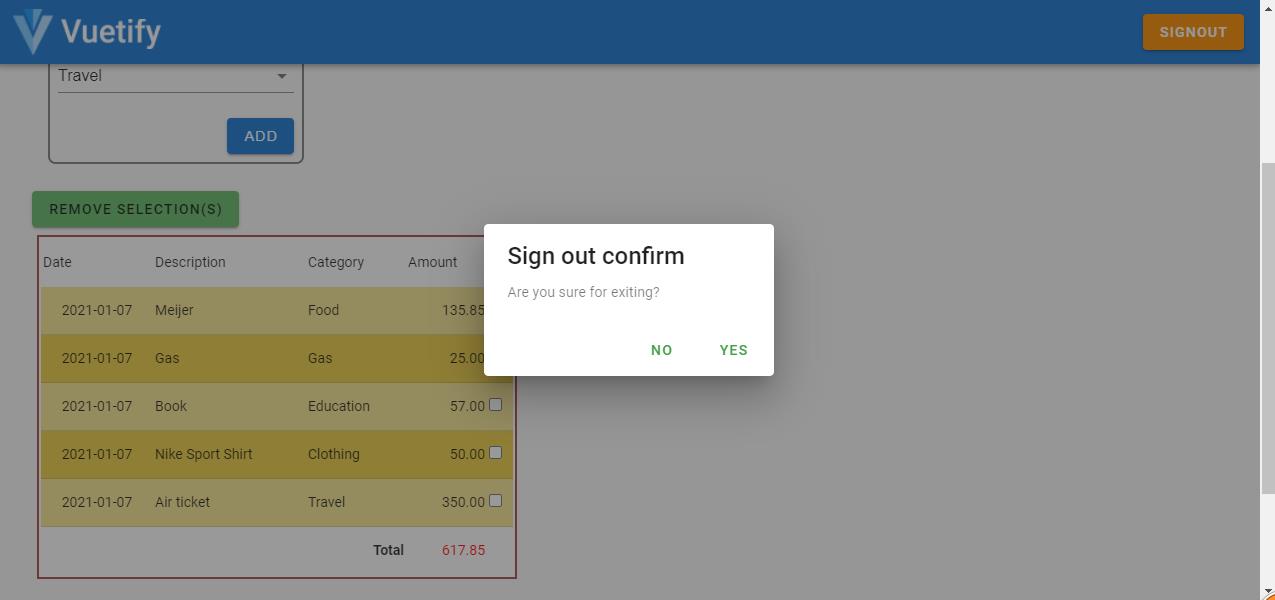 Vuetify SIGNOUT
Travel
ADD
REMOVE SELECTION(S)
Sign out confirm
Are you sure for exiting?
NO YES
Date Description Category Amount
2021-01-07 Meijer Food 135.85
2021-01-07 Gas Gas 25.00
2021-01-07 Book Education 57.00
2021-01-07 Nike Sport Shirt Clothing 50.00
2021-01-07 Air ticket Travel 350.00
Total 617.85